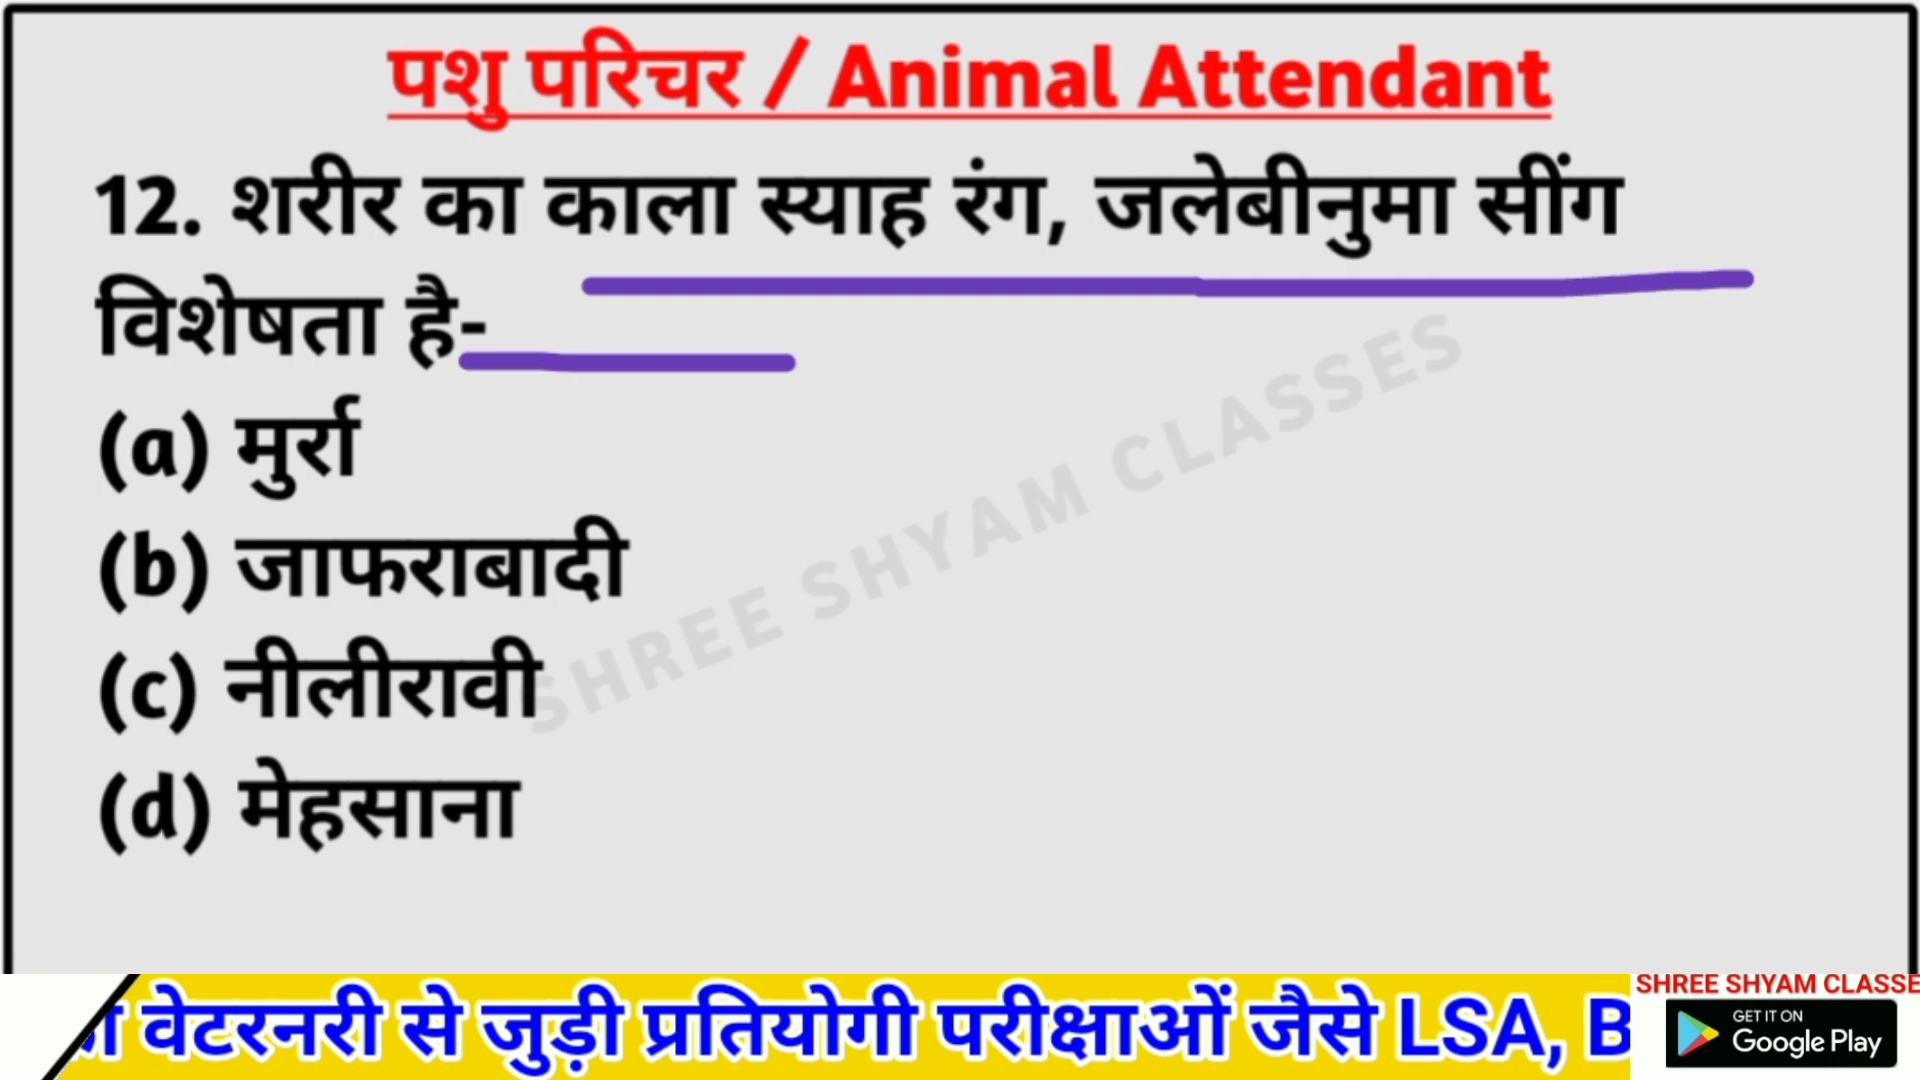 पशु परिचर / Animal Attendant
12. शरीर का काला स्याह रंग, जलेबीनुमा सींग
विशेषता है-
(a) मुर्रा
(b) जाफराबादी
(c) नीलीरावी
(d) मेहसाना
SHREE SHYAM CLASSES
वेटरनरी से जुड़ी प्रतियोगी परीक्षाओं जैसे LSA, B
SHREE SHYAM CLASSE
GET IT ON
Google Play